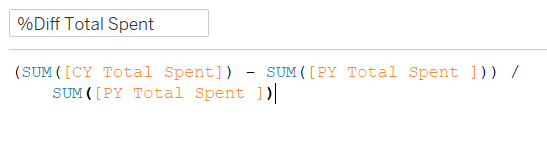 %Diff Total Spent
(SUM([CY Total Spent]) - SUM([PY Total Spent ])) /
SUM([PY Total Spent ])